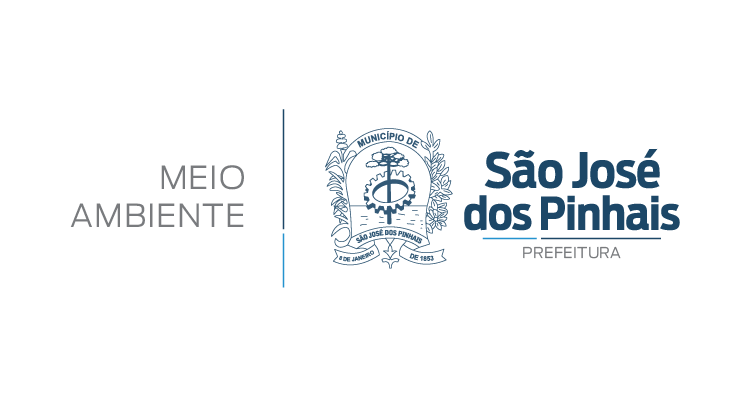 MEIO
AMBIENTE
MUNICÍPIO DE
SÃO JOSÉ DOS PINHAIS
8 DE JANEIRO
DE 1853
São José
dos Pinhais
PREFEITURA